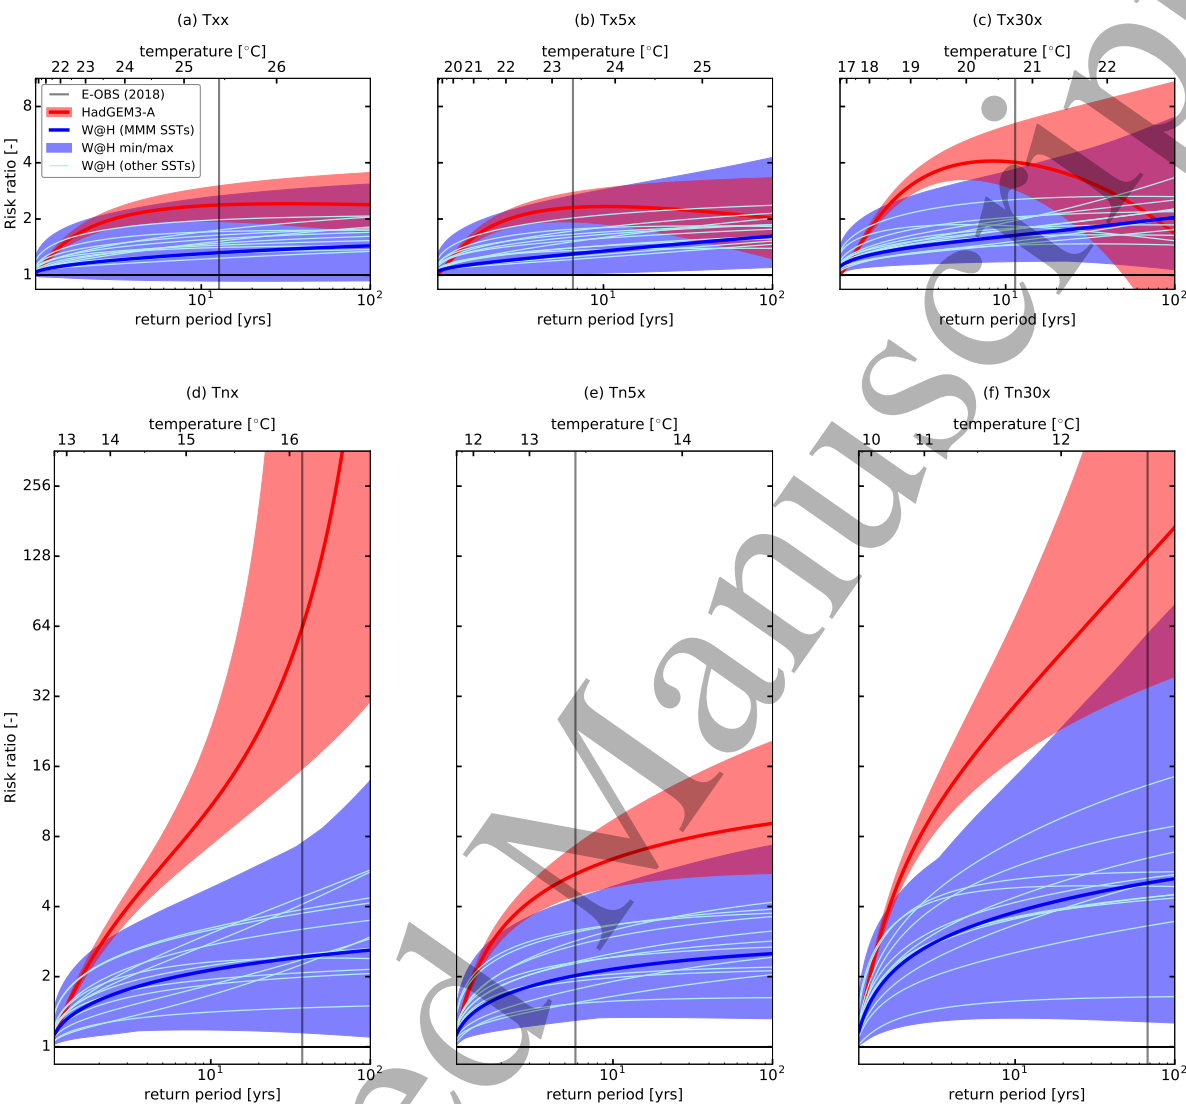 (a) Txx (b) Tx5x (c) Tx30x
temperature [°C] temperature [°C] temperature [°C]
22 23 24 25 26 20 21 22 23 24 25 17 18 19 20 21 22
E-OBS (2018)
HadGEM3-A
W@H (MMM SSTs)
W@H min/max
W@H (other SSTs)
Risk ratio [-]
8
4
2
1
10¹ 10² 10¹ 10² 10¹ 10²
return period [yrs] return period [yrs] return period [yrs]
(d) Tnx (e) Tn5x (f) Tn30x
temperature [°C] temperature [°C] temperature [°C]
13 14 15 16 12 13 14 10 11 12
Risk ratio [-]
256
128
64
32
16
8
4
2
1
10¹ 10² 10¹ 10² 10¹ 10²
return period [yrs] return period [yrs] return period [yrs]
ed Manuscrip